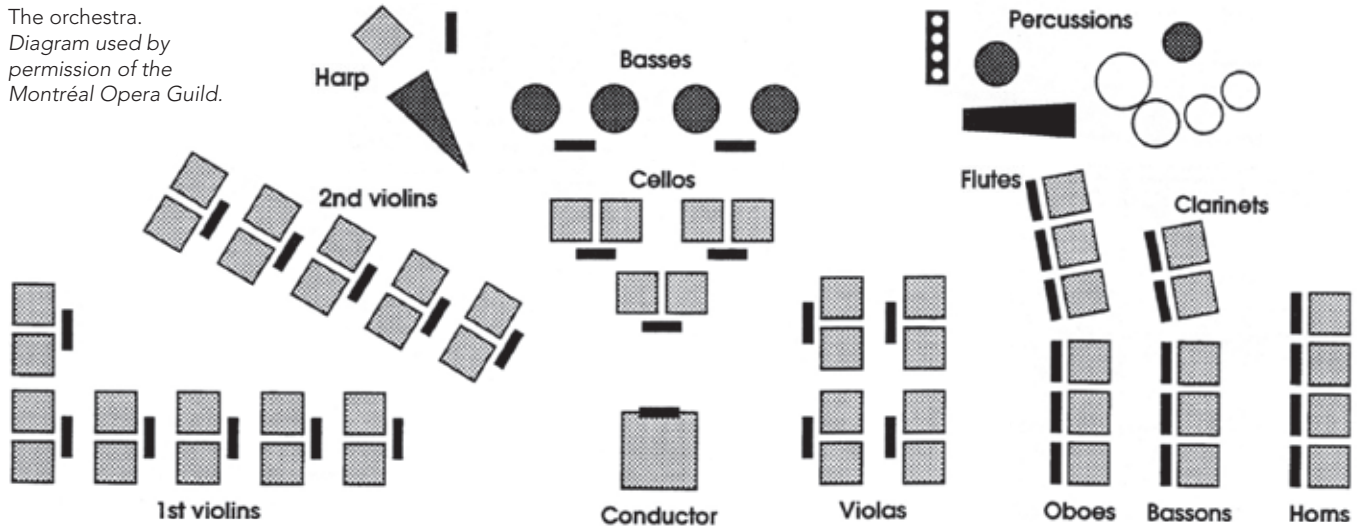 The orchestra.
Diagram used by
permission of the
Montréal Opera Guild.
Harp
Basses
Percussions
2nd violins
Cellos
Flutes
Clarinets
1st violins
Conductor
Violas
Oboes
Bassons
Horns